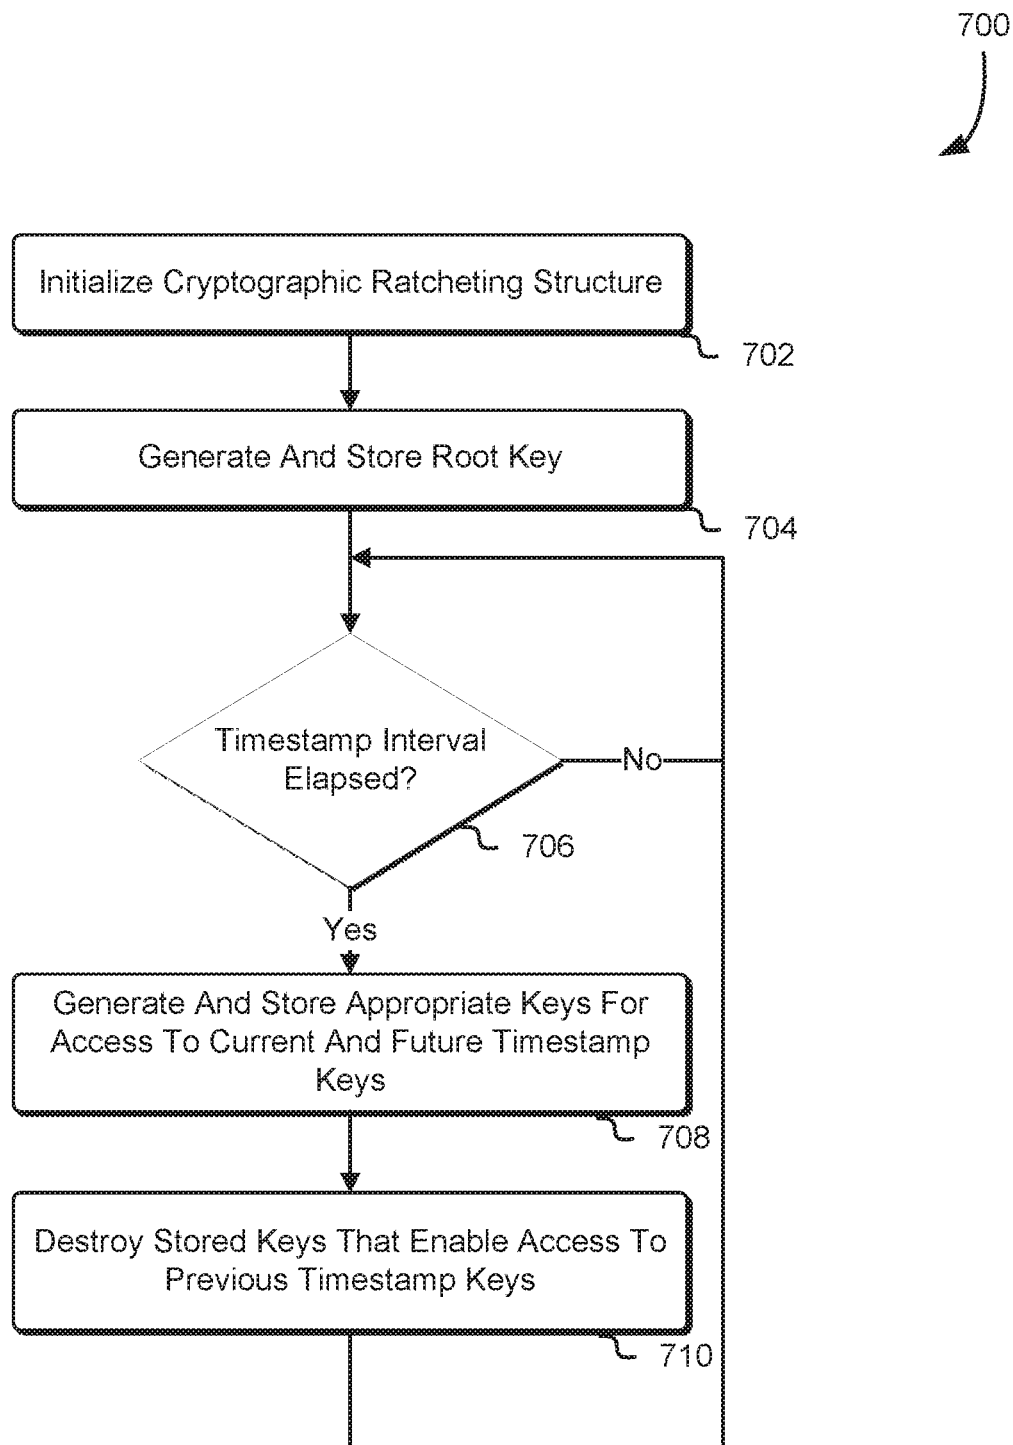 700
Initialize Cryptographic Ratcheting Structure
702
Generate And Store Root Key
704
Timestamp Interval
Elapsed?
No
706
Yes
Generate And Store Appropriate Keys For
Access To Current And Future Timestamp
Keys
708
Destroy Stored Keys That Enable Access To
Previous Timestamp Keys
710